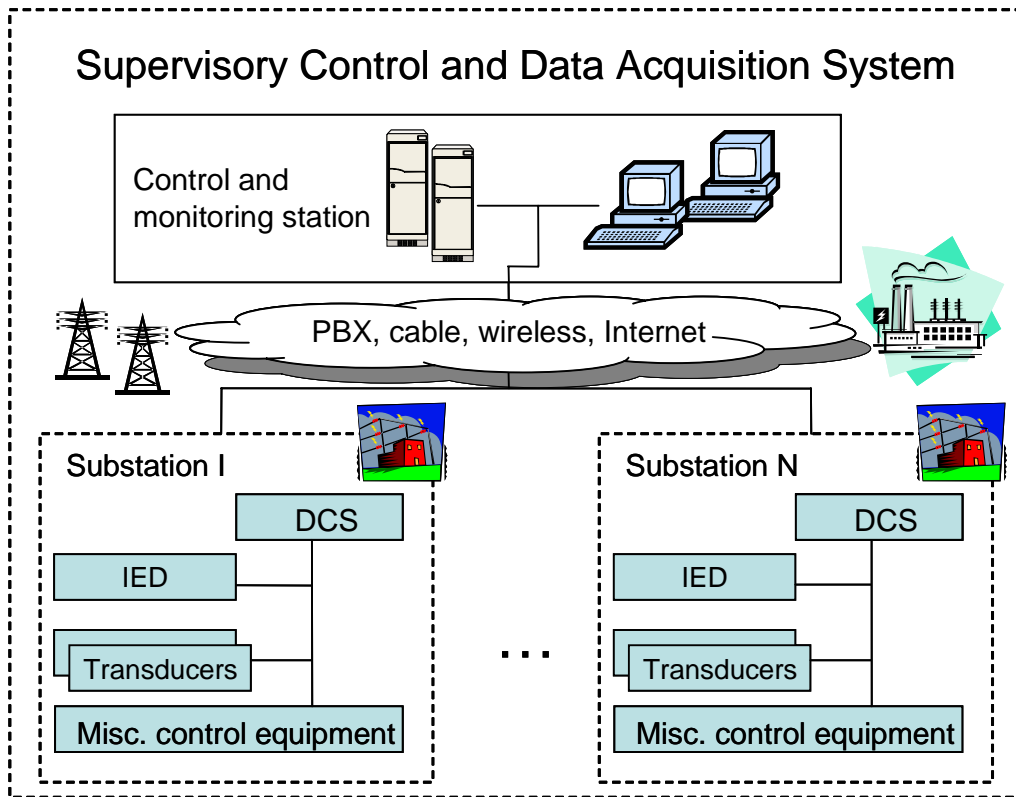 Supervisory Control and Data Acquisition System
Control and
monitoring station
PBX, cable, wireless, Internet
Substation I
DCS
IED
Transducers
Misc. control equipment
...
Substation N
DCS
IED
Transducers
Misc. control equipment